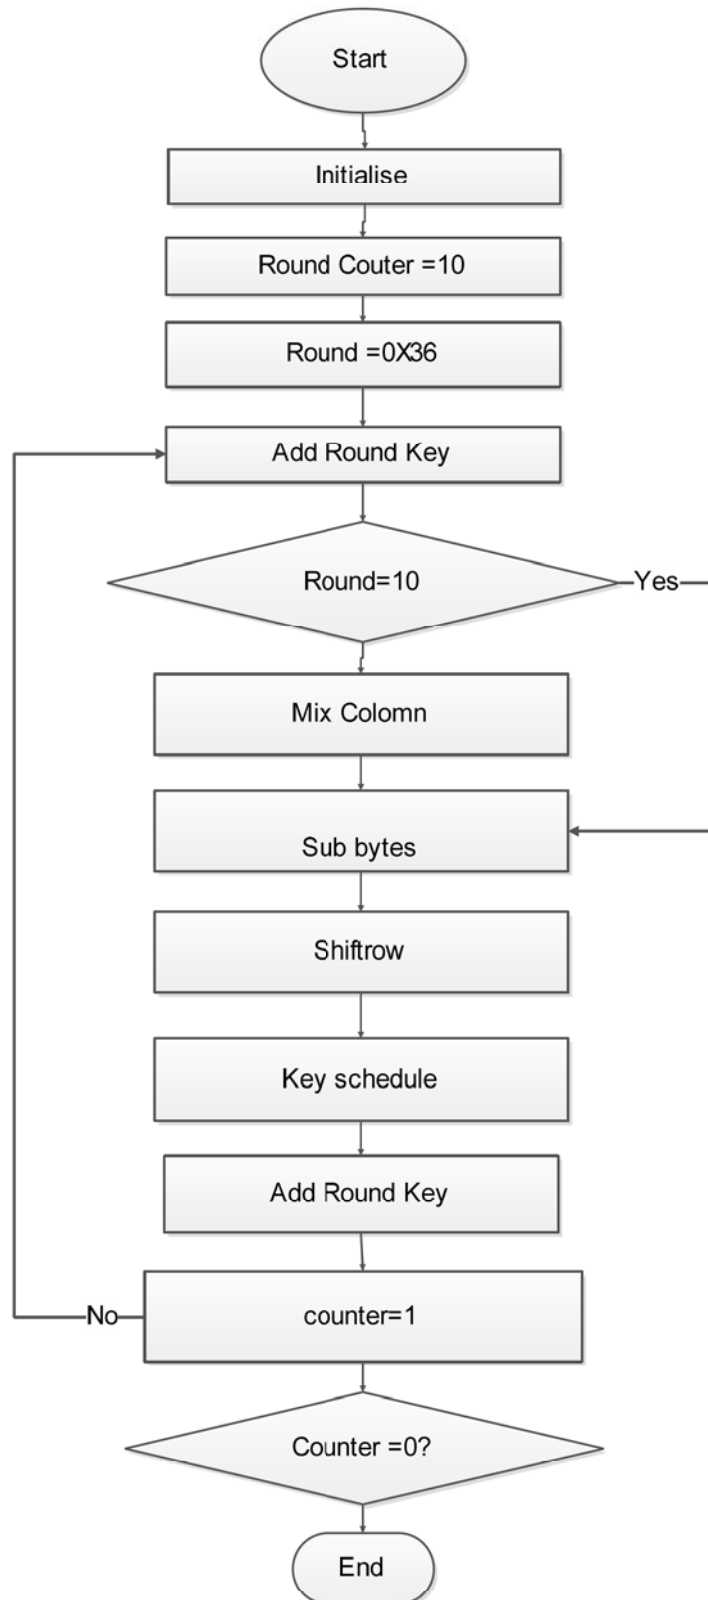 Start
Initialise
Round Couter =10
Round =0X36
Add Round Key
Round=10
Yes
Mix Colomn
Sub bytes
Shiftrow
Key schedule
Add Round Key
counter=1
No
Counter =0?
End